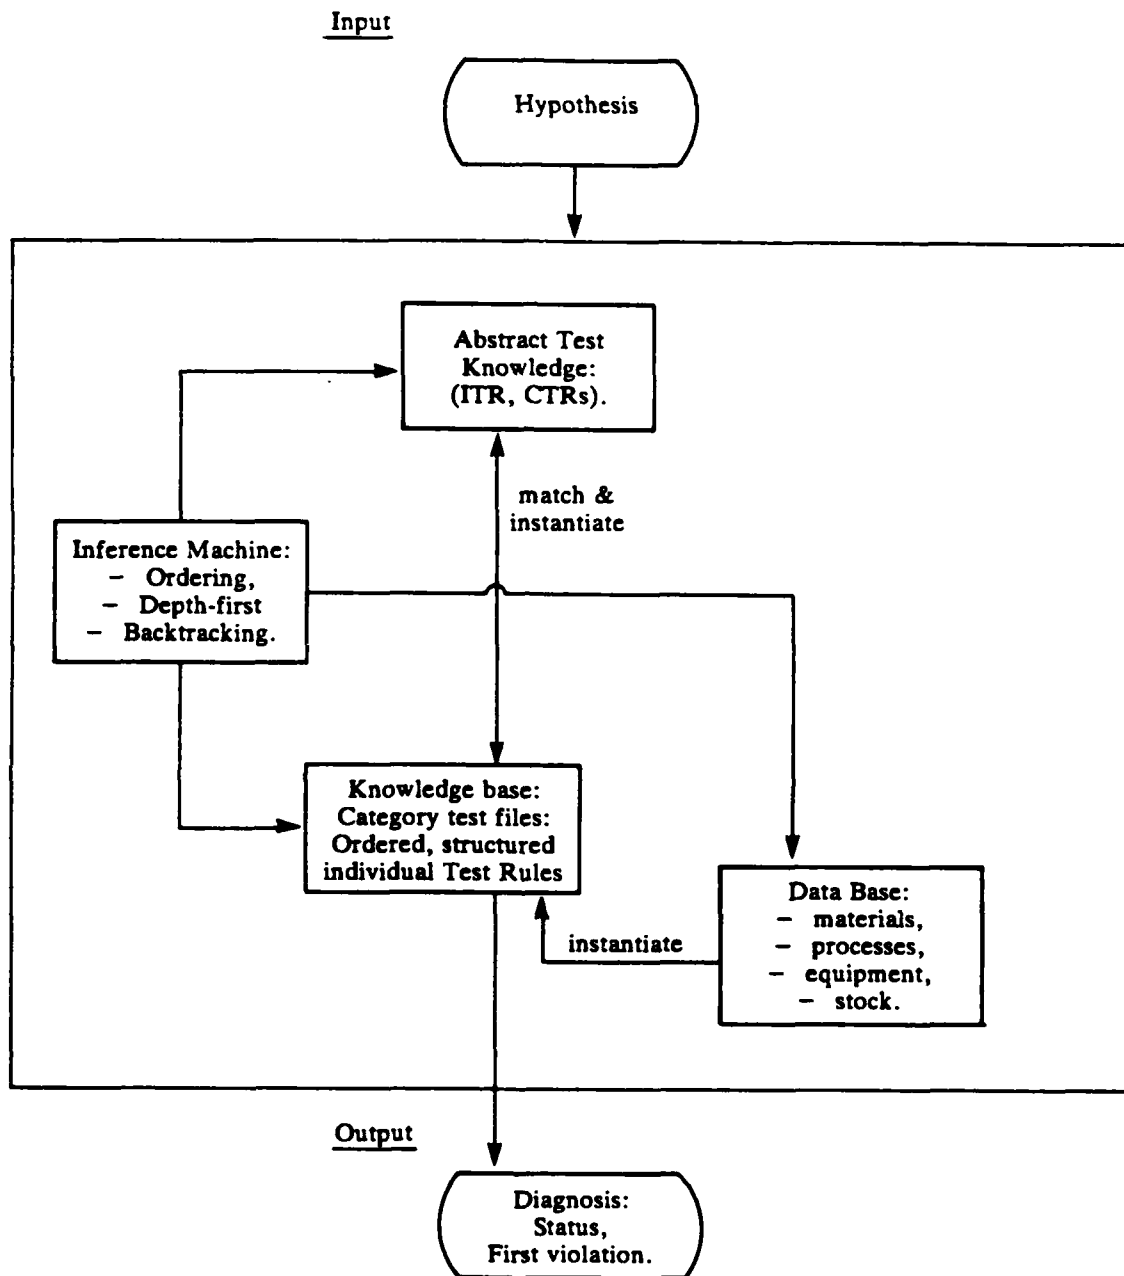 Input
Hypothesis
Abstract Test
Knowledge:
(ITR, CTRs).
match &
instantiate
Inference Machine:
– Ordering,
– Depth-first
– Backtracking.
Knowledge base:
Category test files:
Ordered, structured
individual Test Rules
instantiate
Data Base:
– materials,
– processes,
– equipment,
– stock.
Output
Diagnosis:
Status,
First violation.